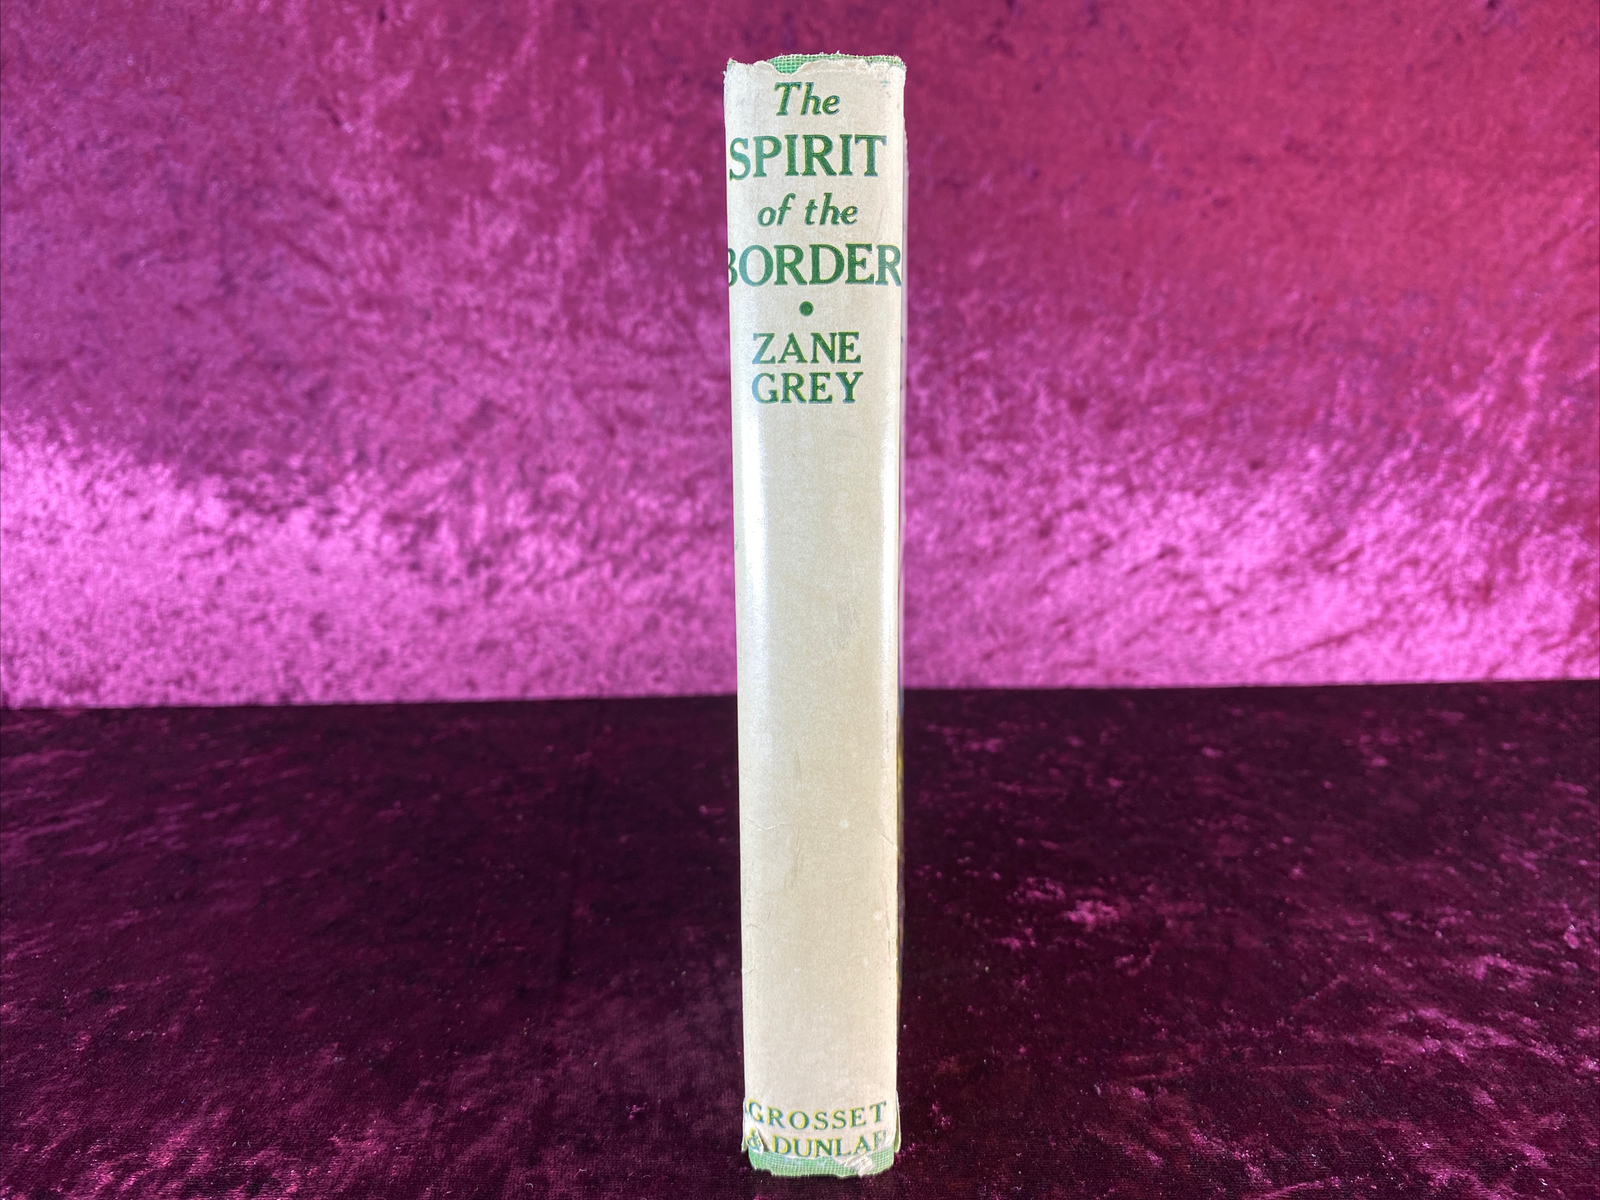 The
SPIRIT
of the
BORDER
•
ZANE
GREY
GROSSET
& DUNLAP